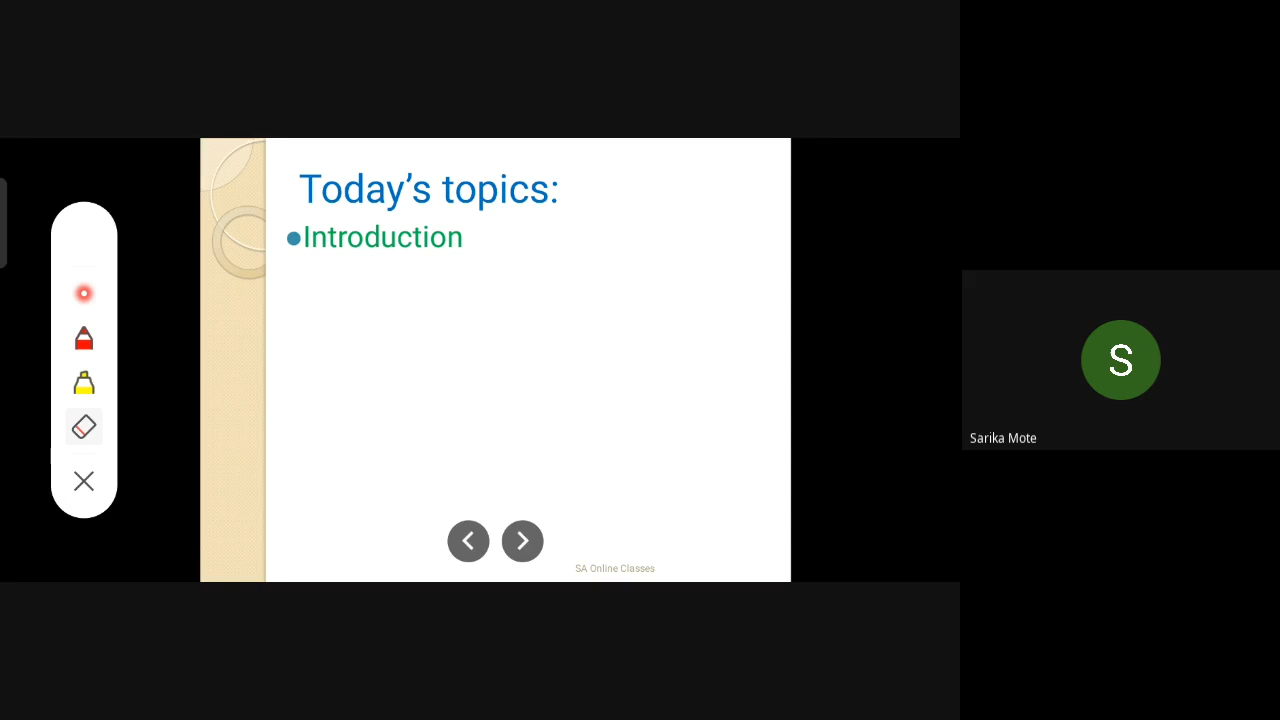 Today’s topics:
Introduction
SA Online Classes
S
Sarika Mote